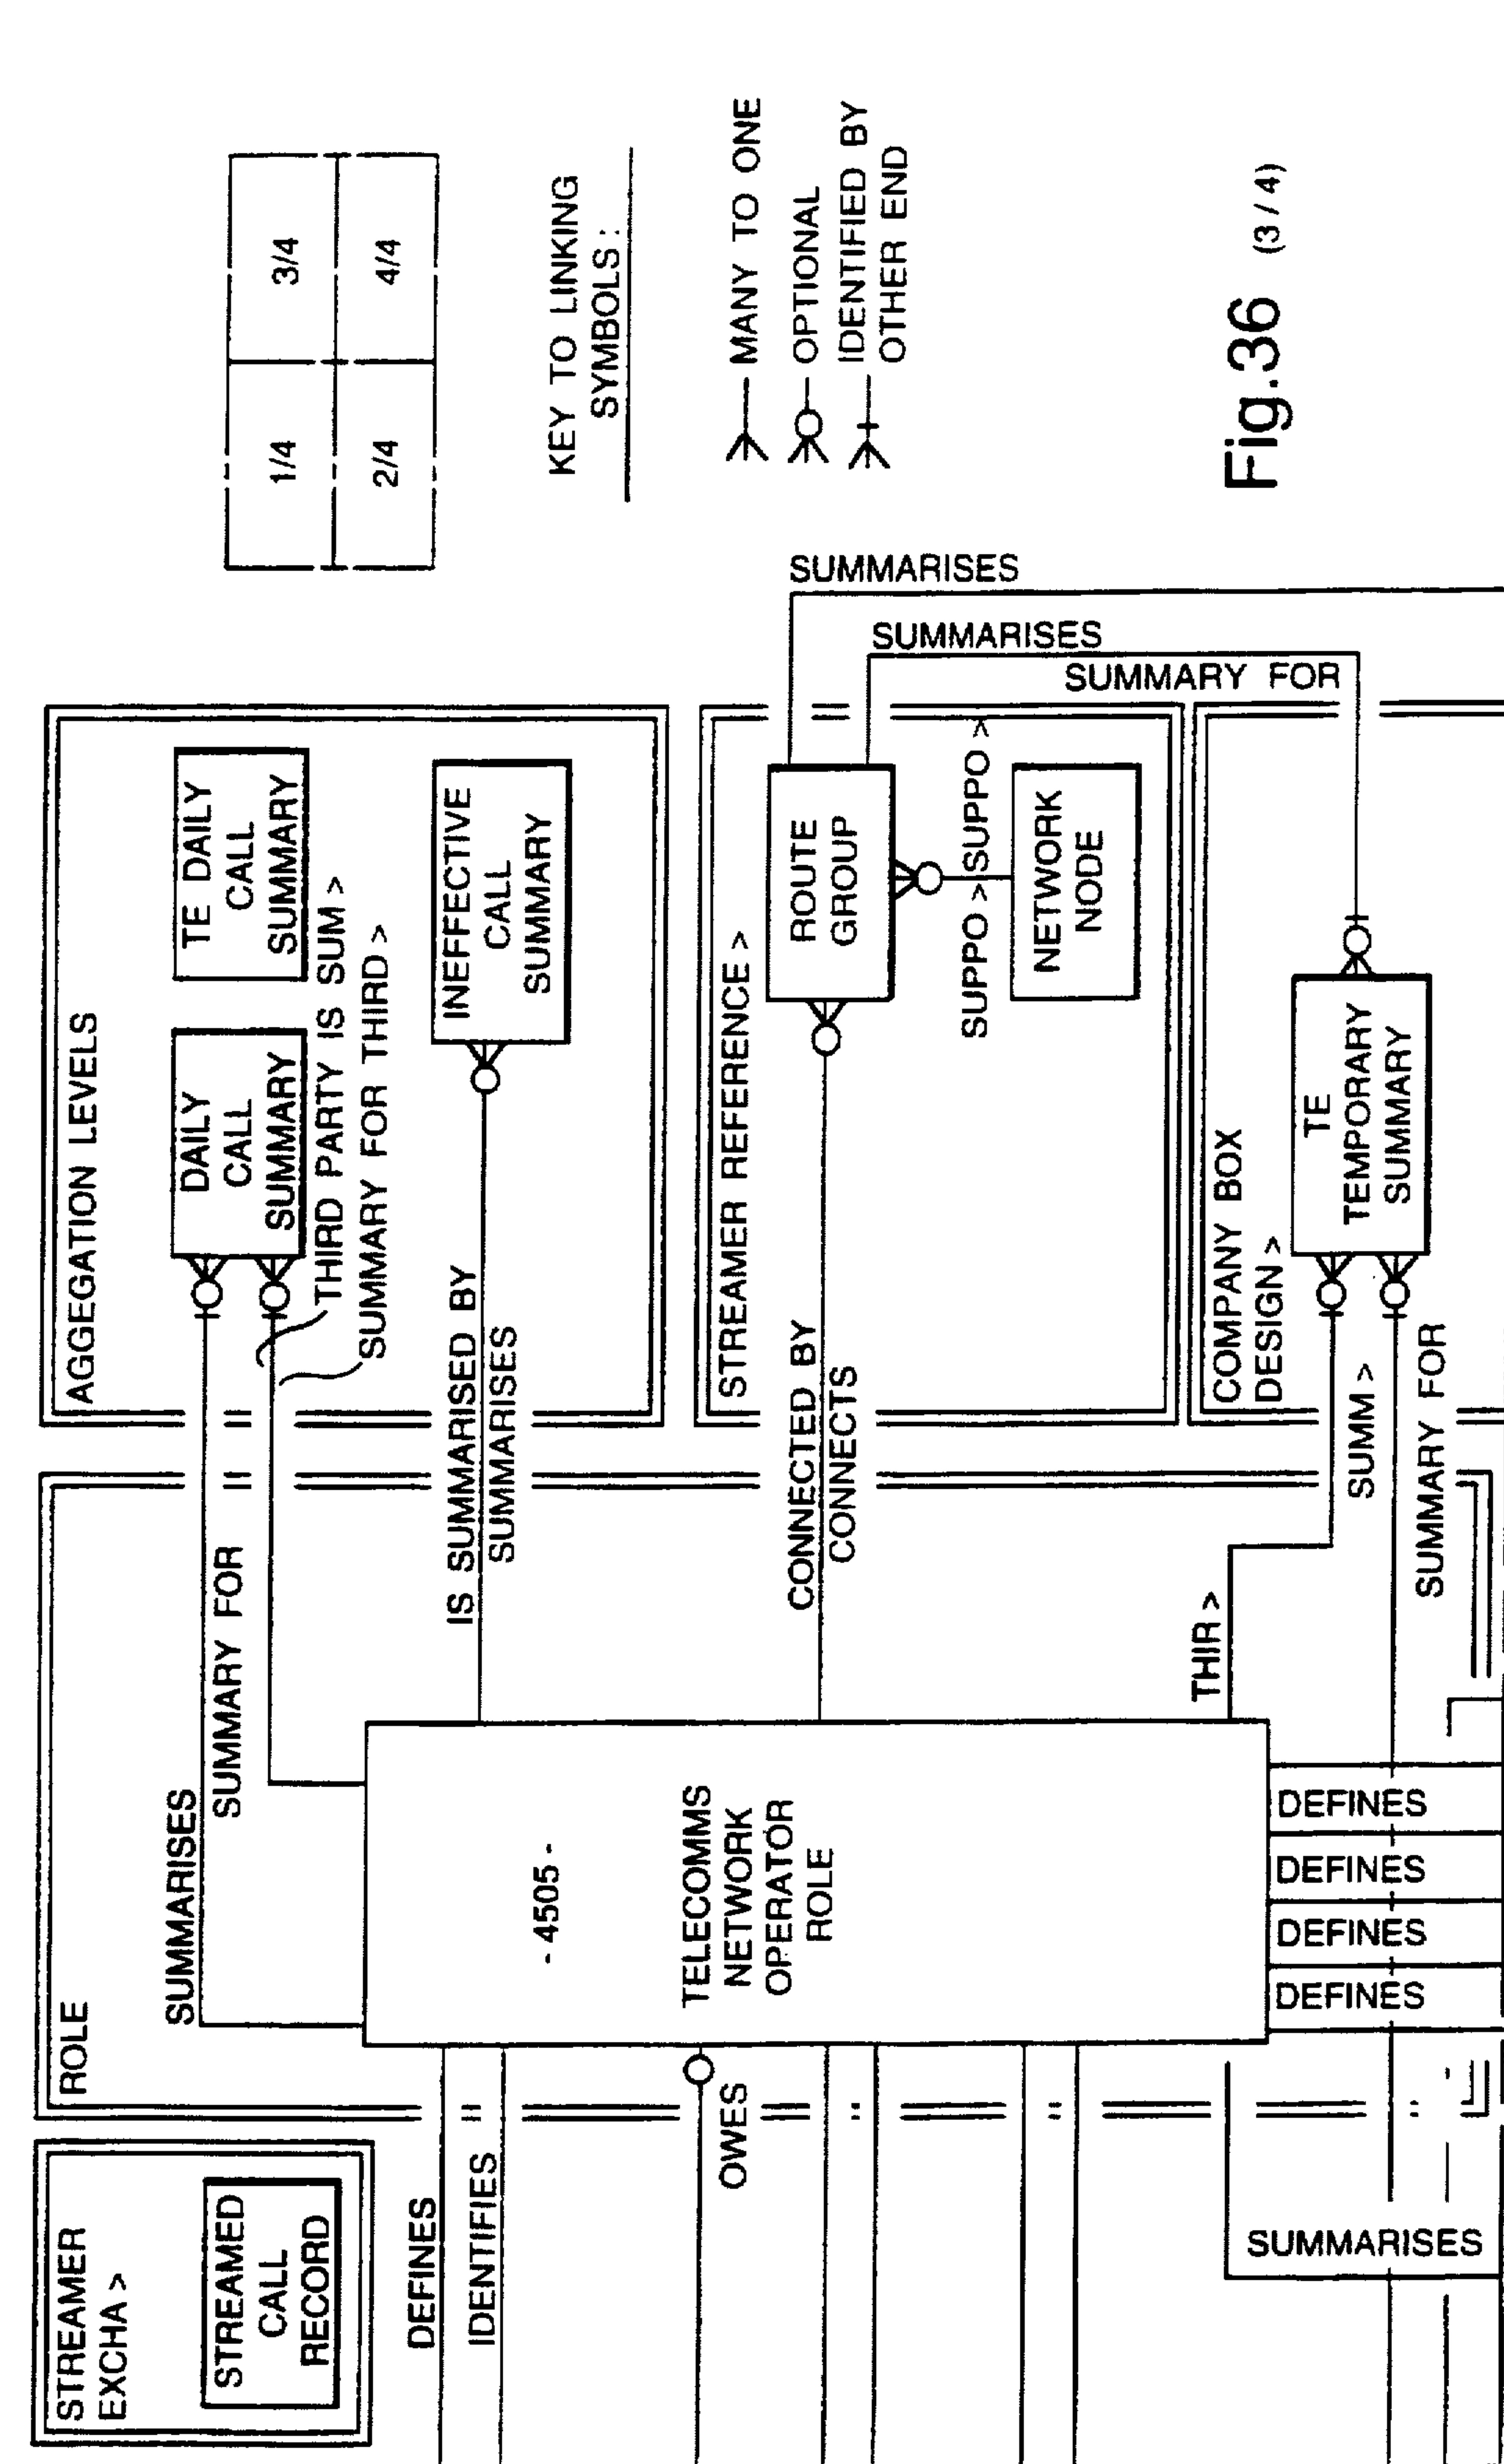 STREAMER
EXCHA >
STREAMED
CALL
RECORD
ROLE
SUMMARISES
SUMMARY FOR
AGGEGATION LEVELS
DAILY
CALL
SUMMARY
TE DAILY
CALL
SUMMARY
THIRD PARTY IS SUM >
SUMMARY FOR THIRD >
IS SUMMARISED BY
SUMMARISES
INEFFECTIVE
CALL
SUMMARY
DEFINES
IDENTIFIES
OWES
- 4505 -
TELECOMMS
NETWORK
OPERATOR
ROLE
CONNECTED BY
CONNECTS
STREAMER REFERENCE >
ROUTE
GROUP
SUPPO >
SUPPO >
NETWORK
NODE
SUMMARISES
SUMMARISES
SUMMARY FOR
COMPANY BOX
DESIGN >
TE
TEMPORARY
SUMMARY
THIR >
SUMM >
SUMMARY FOR
DEFINES
DEFINES
DEFINES
DEFINES
SUMMARISES
1/4
3/4
2/4
4/4
KEY TO LINKING
SYMBOLS :
MANY TO ONE
OPTIONAL
IDENTIFIED BY
OTHER END
Fig.36 (3 / 4)